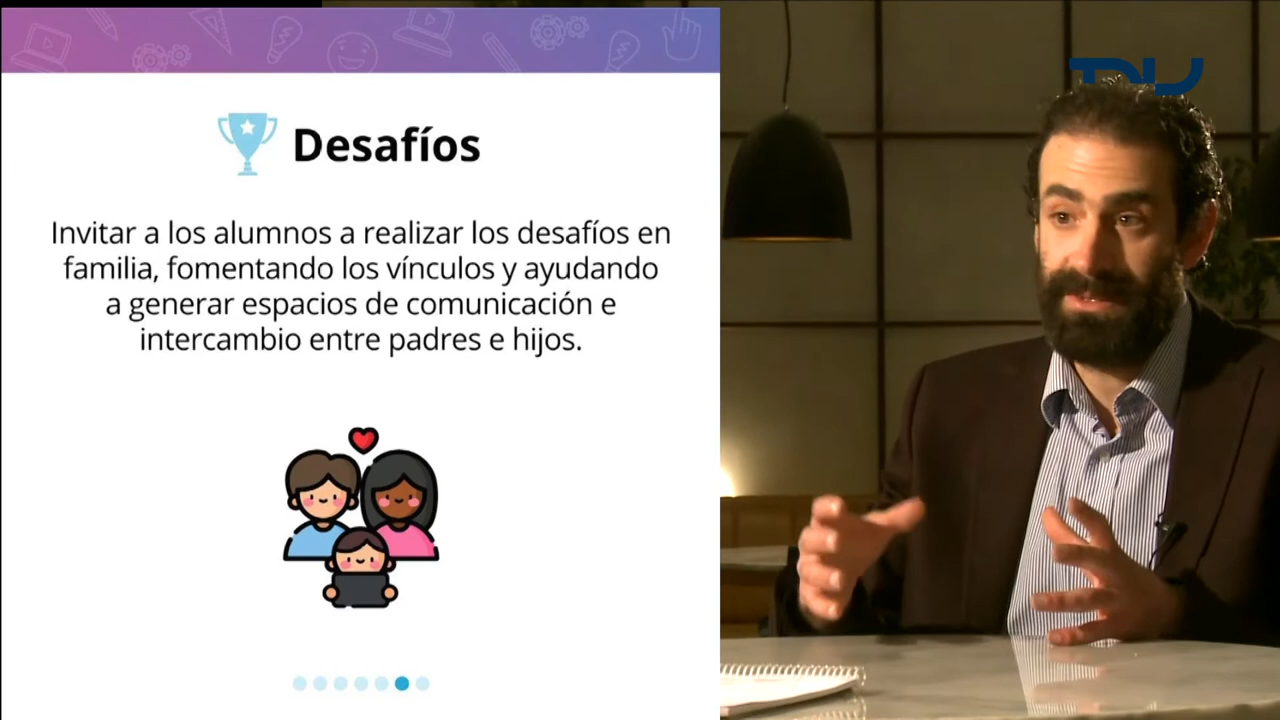 Desafíos
Invitar a los alumnos a realizar los desafíos en
familia, fomentando los vínculos y ayudando
a generar espacios de comunicación e
intercambio entre padres e hijos.